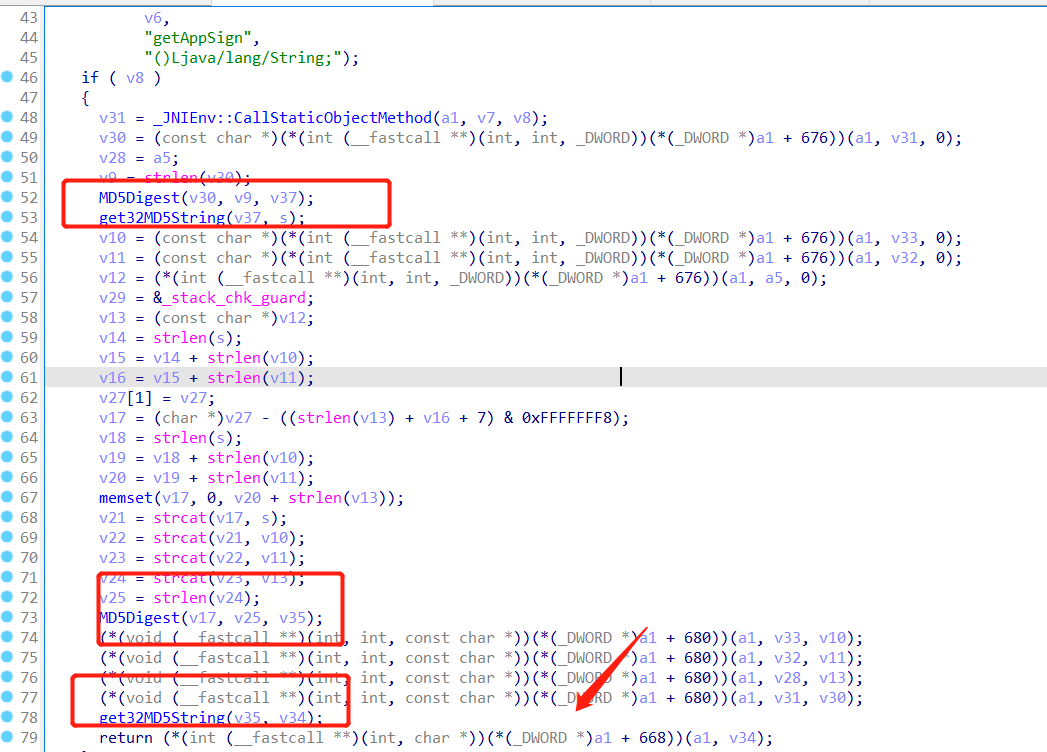 43 v6,
44 "getAppSign",
45 "()Ljava/lang/String;");
46 if ( v8 )
47 {
48 v31 = _JNIEnv::CallStaticObjectMethod(a1, v7, v8);
49 v30 = (const char *)(*(int (__fastcall **)(int, int, _DWORD))(*(_DWORD *)a1 + 676))(a1, v31, 0);
50 v28 = a5;
51 v9 = strlen(v30);
52 MD5Digest(v30, v9, v37);
53 get32MD5String(v37, s);
54 v10 = (const char *)(*(int (__fastcall **)(int, int, _DWORD))(*(_DWORD *)a1 + 676))(a1, v33, 0);
55 v11 = (const char *)(*(int (__fastcall **)(int, int, _DWORD))(*(_DWORD *)a1 + 676))(a1, v32, 0);
56 v12 = (*(int (__fastcall **)(int, int, _DWORD))(*(_DWORD *)a1 + 676))(a1, a5, 0);
57 v29 = &_stack_chk_guard;
58 v13 = (const char *)v12;
59 v14 = strlen(s);
60 v15 = v14 + strlen(v10);
61 v16 = v15 + strlen(v11);
62 v27[1] = v27;
63 v17 = (char *)v27 - ((strlen(v13) + v16 + 7) & 0xFFFFFFF8);
64 v18 = strlen(s);
65 v19 = v18 + strlen(v10);
66 v20 = v19 + strlen(v11);
67 memset(v17, 0, v20 + strlen(v13));
68 v21 = strcat(v17, s);
69 v22 = strcat(v21, v10);
70 v23 = strcat(v22, v11);
71 v24 = strcat(v23, v13);
72 v25 = strlen(v24);
73 MD5Digest(v17, v25, v35);
74 (*(void (__fastcall **)(int, int, const char *))(*(_DWORD *)a1 + 680))(a1, v33, v10);
75 (*(void (__fastcall **)(int, int, const char *))(*(_DWORD *)a1 + 680))(a1, v32, v11);
76 (*(void (__fastcall **)(int, int, const char *))(*(_DWORD *)a1 + 680))(a1, v28, v13);
77 (*(void (__fastcall **)(int, int, const char *))(*(_DWORD *)a1 + 680))(a1, v31, v30);
78 get32MD5String(v35, v34);
79 return (*(int (__fastcall **)(int, char *))(*(_DWORD *)a1 + 668))(a1, v34);